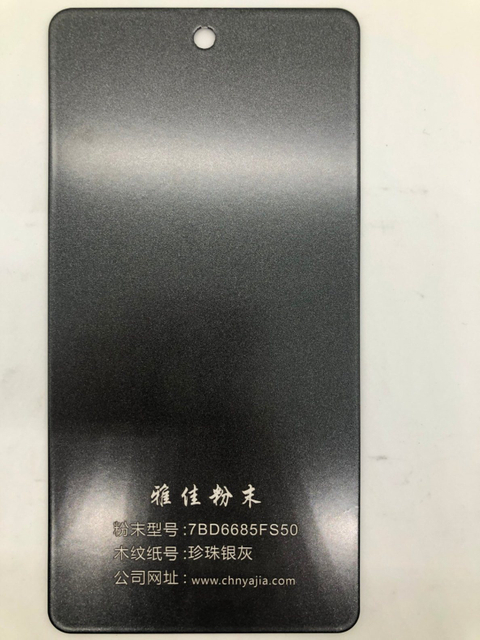 雅佳粉末
粉末型号:7BD6685FS50
木纹纸号:珍珠银灰
公司网址:www.chnyajia.com